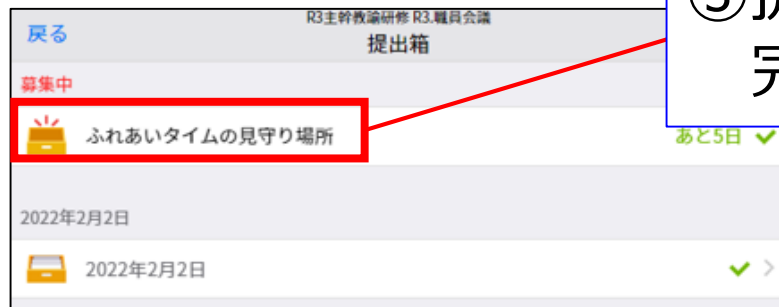 R3主幹教諭研修 R3.職員会議
戻る
提出箱
募集中
ふれあいタイムの見守り場所
あと5日
2022年2月2日
2022年2月2日